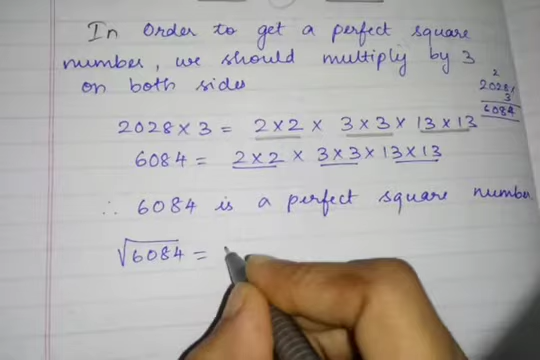 In Order to get a perfect square
number, we should multiply by 3
on both sides
2
2028
3
6084
2028 × 3 = 2×2 × 3×3 × 13×13
6084 = 2×2 × 3×3 × 13×13
∴ 6084 is a perfect square number
√6084 =